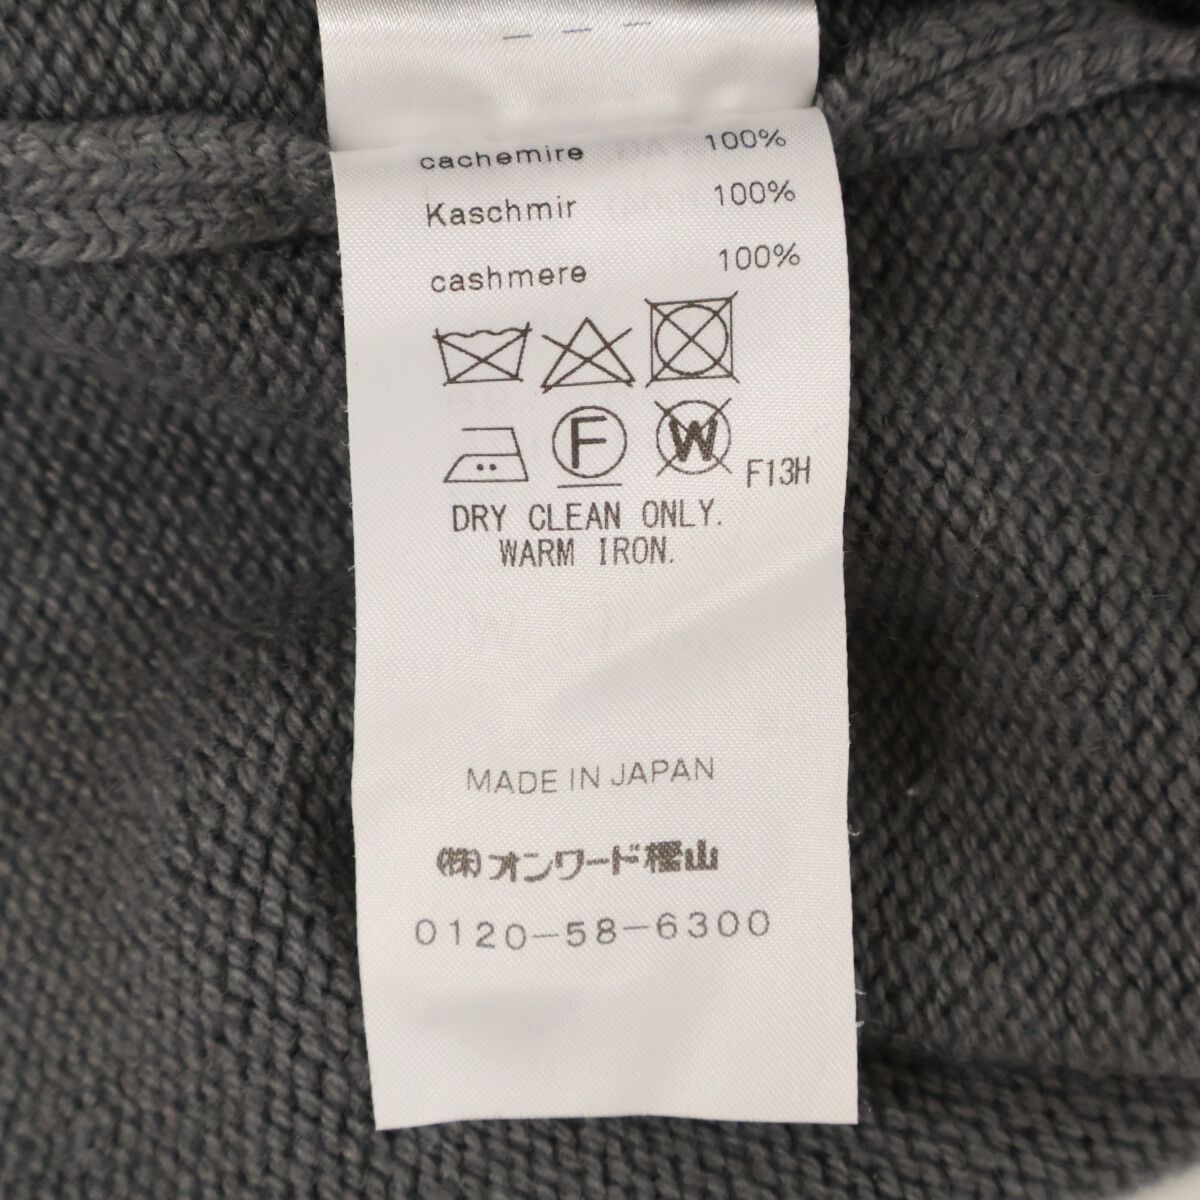 cachemire 100%
Kaschmir 100%
cashmere 100%
F W F13H
DRY CLEAN ONLY.
WARM IRON.
MADE IN JAPAN
(株)オンワード樫山
0120-58-6300